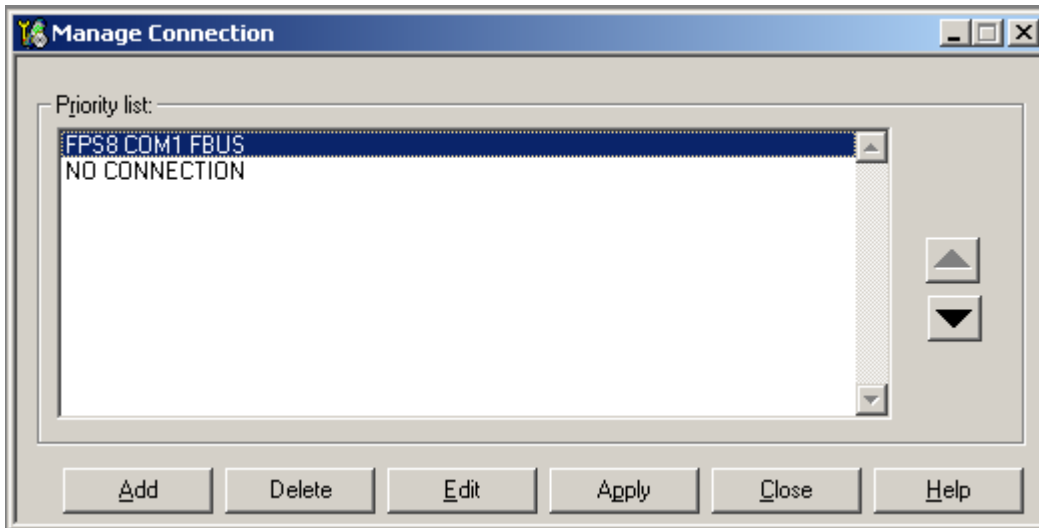 Manage Connection
Priority list:
FPS8 COM1 FBUS
NO CONNECTION
Add Delete Edit Apply Close Help